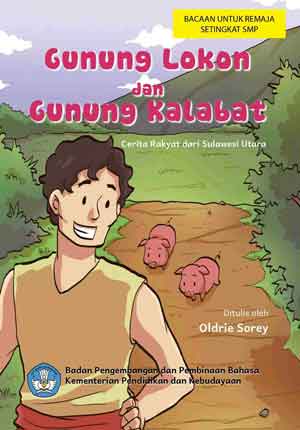 BACAAN UNTUK REMAJA
SETINGKAT SMP
Gunung Lokon
dan
Gunung Kalabat
Cerita Rakyat dari Sulawesi Utara
Ditulis oleh
Oldrie Sorey
Badan Pengembangan dan Pembinaan Bahasa
Kementerian Pendidikan dan Kebudayaan